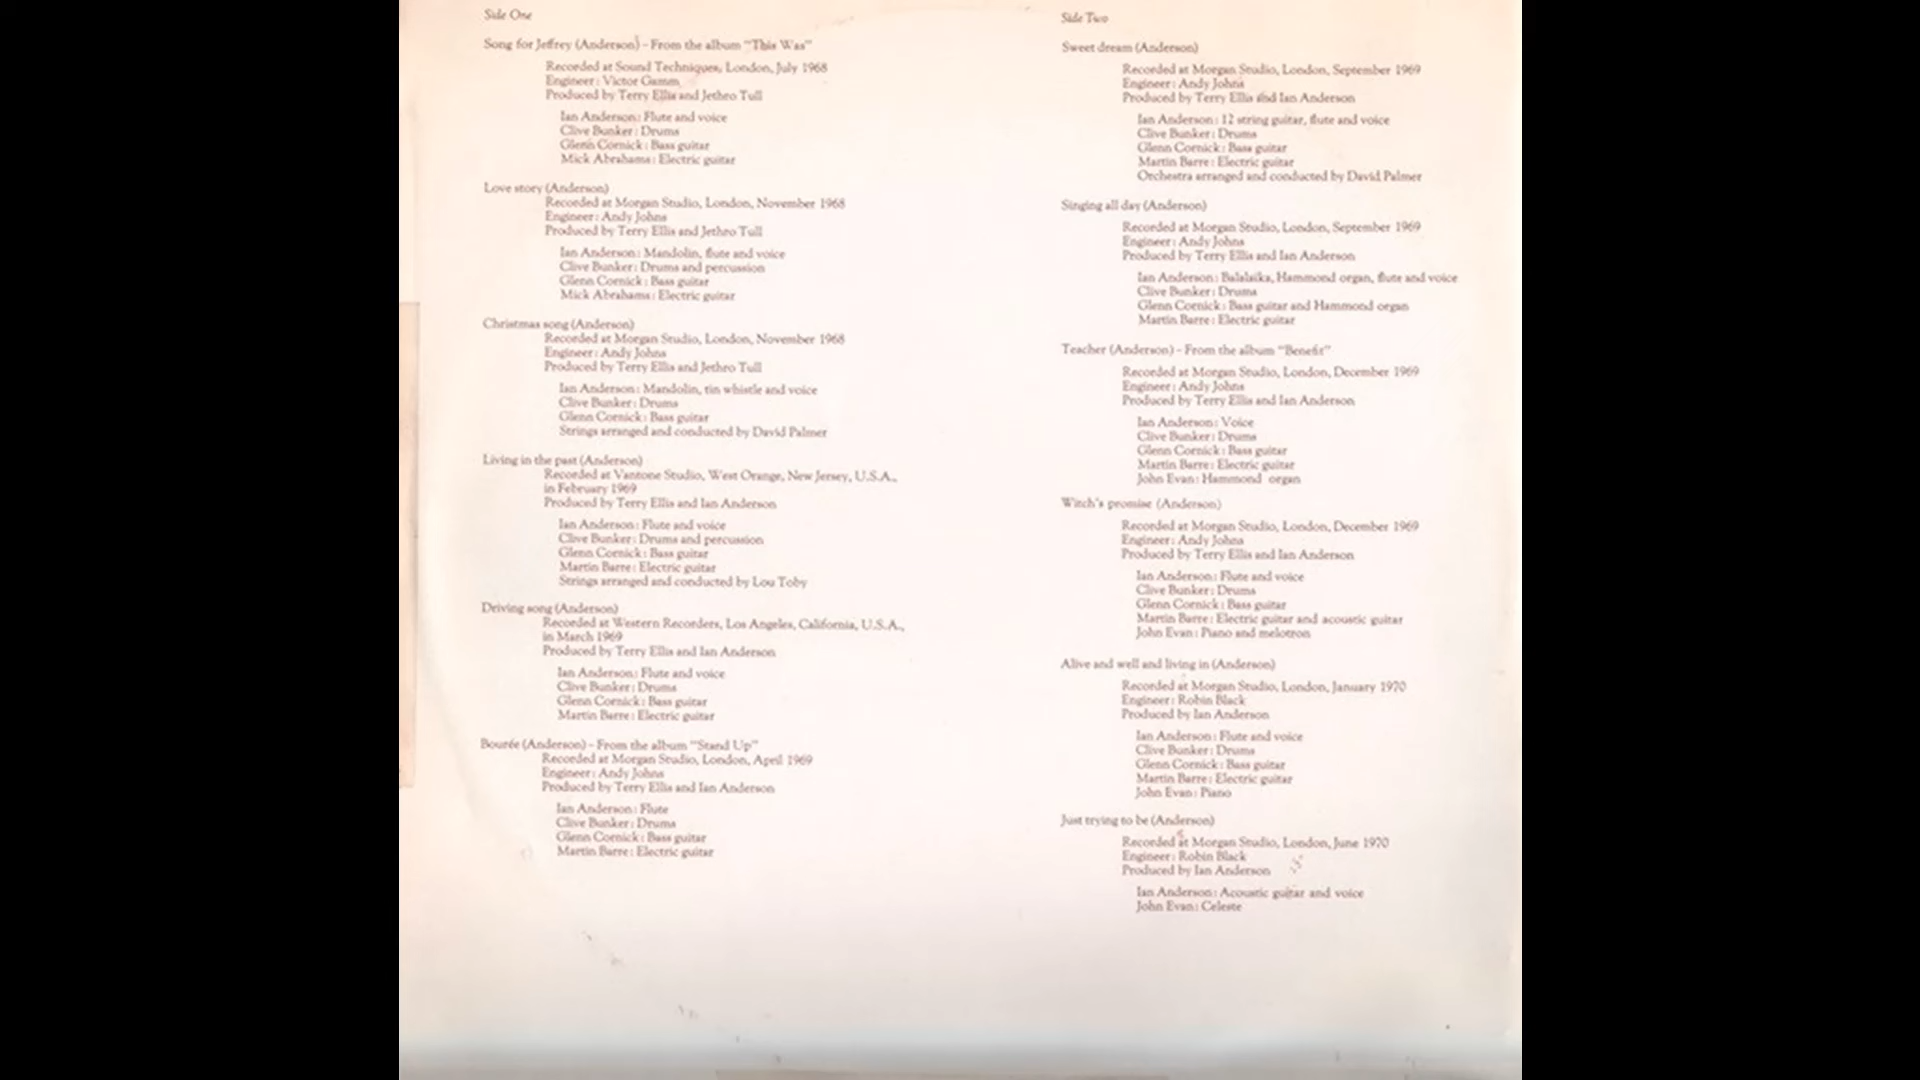 Side One
Song for Jeffrey (Anderson) - From the album "This Was"
Recorded at Sound Techniques, London, July 1968
Engineer: Victor Gamm
Produced by Terry Ellis and Jethro Tull
Ian Anderson: Flute and voice
Clive Bunker: Drums
Glenn Cornick: Bass guitar
Mick Abrahams: Electric guitar
Love story (Anderson)
Recorded at Morgan Studio, London, November 1968
Engineer: Andy Johns
Produced by Terry Ellis and Jethro Tull
Ian Anderson: Mandolin, flute and voice
Clive Bunker: Drums and percussion
Glenn Cornick: Bass guitar
Mick Abrahams: Electric guitar
Christmas song (Anderson)
Recorded at Morgan Studio, London, November 1968
Engineer: Andy Johns
Produced by Terry Ellis and Jethro Tull
Ian Anderson: Mandolin, tin whistle and voice
Clive Bunker: Drums
Glenn Cornick: Bass guitar
Strings arranged and conducted by David Palmer
Living in the past (Anderson)
Recorded at Vantone Studio, West Orange, New Jersey, U.S.A.,
in February 1969
Produced by Terry Ellis and Ian Anderson
Ian Anderson: Flute and voice
Clive Bunker: Drums and percussion
Glenn Cornick: Bass guitar
Martin Barre: Electric guitar
Strings arranged and conducted by Lou Toby
Driving song (Anderson)
Recorded at Western Recorders, Los Angeles, California, U.S.A.,
in March 1969
Produced by Terry Ellis and Ian Anderson
Ian Anderson: Flute and voice
Clive Bunker: Drums
Glenn Cornick: Bass guitar
Martin Barre: Electric guitar
Bourée (Anderson) - From the album "Stand Up"
Recorded at Morgan Studio, London, April 1969
Engineer: Andy Johns
Produced by Terry Ellis and Ian Anderson
Ian Anderson: Flute
Clive Bunker: Drums
Glenn Cornick: Bass guitar
Martin Barre: Electric guitar
Side Two
Sweet dream (Anderson)
Recorded at Morgan Studio, London, September 1969
Engineer: Andy Johns
Produced by Terry Ellis and Ian Anderson
Ian Anderson: 12 string guitar, flute and voice
Clive Bunker: Drums
Glenn Cornick: Bass guitar
Martin Barre: Electric guitar
Orchestra arranged and conducted by David Palmer
Singing all day (Anderson)
Recorded at Morgan Studio, London, September 1969
Engineer: Andy Johns
Produced by Terry Ellis and Ian Anderson
Ian Anderson: Balalaika, Hammond organ, flute and voice
Clive Bunker: Drums
Glenn Cornick: Bass guitar and Hammond organ
Martin Barre: Electric guitar
Teacher (Anderson) - From the album "Benefit"
Recorded at Morgan Studio, London, December 1969
Engineer: Andy Johns
Produced by Terry Ellis and Ian Anderson
Ian Anderson: Voice
Clive Bunker: Drums
Glenn Cornick: Bass guitar
Martin Barre: Electric guitar
John Evan: Hammond organ
Witch's promise (Anderson)
Recorded at Morgan Studio, London, December 1969
Engineer: Andy Johns
Produced by Terry Ellis and Ian Anderson
Ian Anderson: Flute and voice
Clive Bunker: Drums
Glenn Cornick: Bass guitar
Martin Barre: Electric guitar and acoustic guitar
John Evan: Piano and melotron
Alive and well and living in (Anderson)
Recorded at Morgan Studio, London, January 1970
Engineer: Robin Black
Produced by Ian Anderson
Ian Anderson: Flute and voice
Clive Bunker: Drums
Glenn Cornick: Bass guitar
Martin Barre: Electric guitar
John Evan: Piano
Just trying to be (Anderson)
Recorded at Morgan Studio, London, June 1970
Engineer: Robin Black
Produced by Ian Anderson
Ian Anderson: Acoustic guitar and voice
John Evan: Celeste